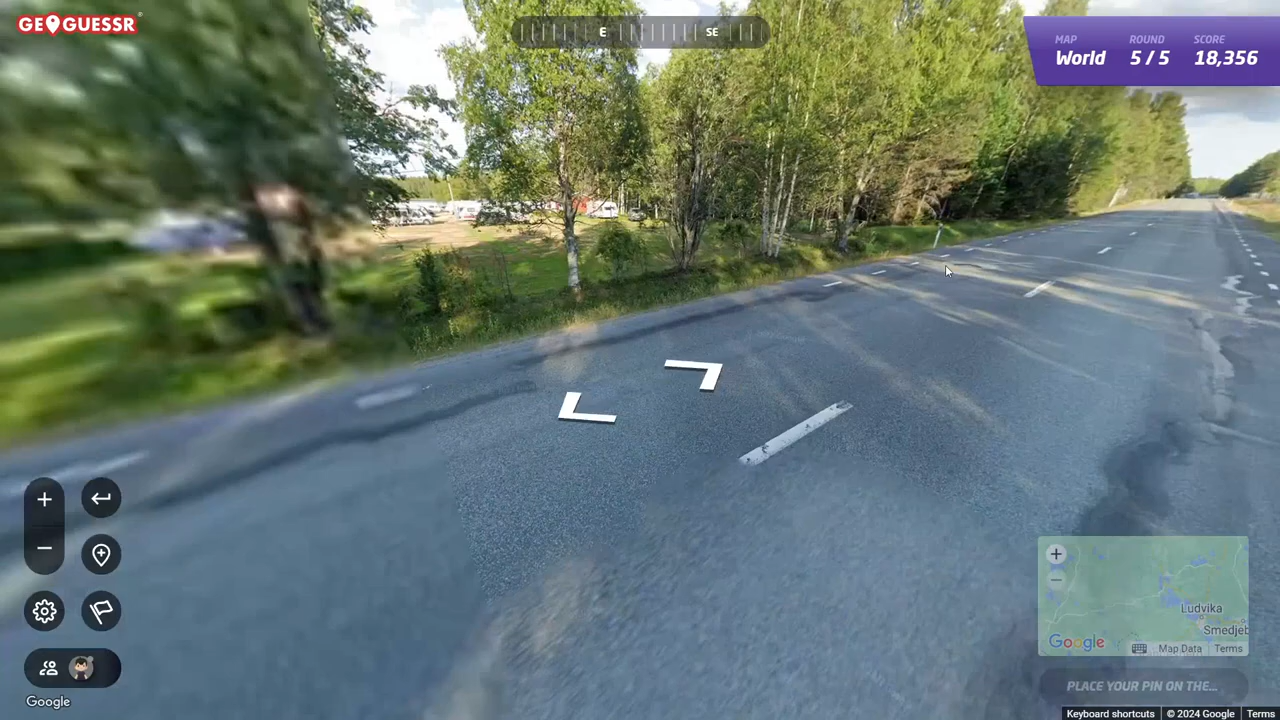 GEOGUESSR
E SE
MAP ROUND SCORE
World 5 / 5 18,356
Ludvika
Smedjeb
Google Map Data Terms
PLACE YOUR PIN ON THE...
Google
Keyboard shortcuts © 2024 Google Terms